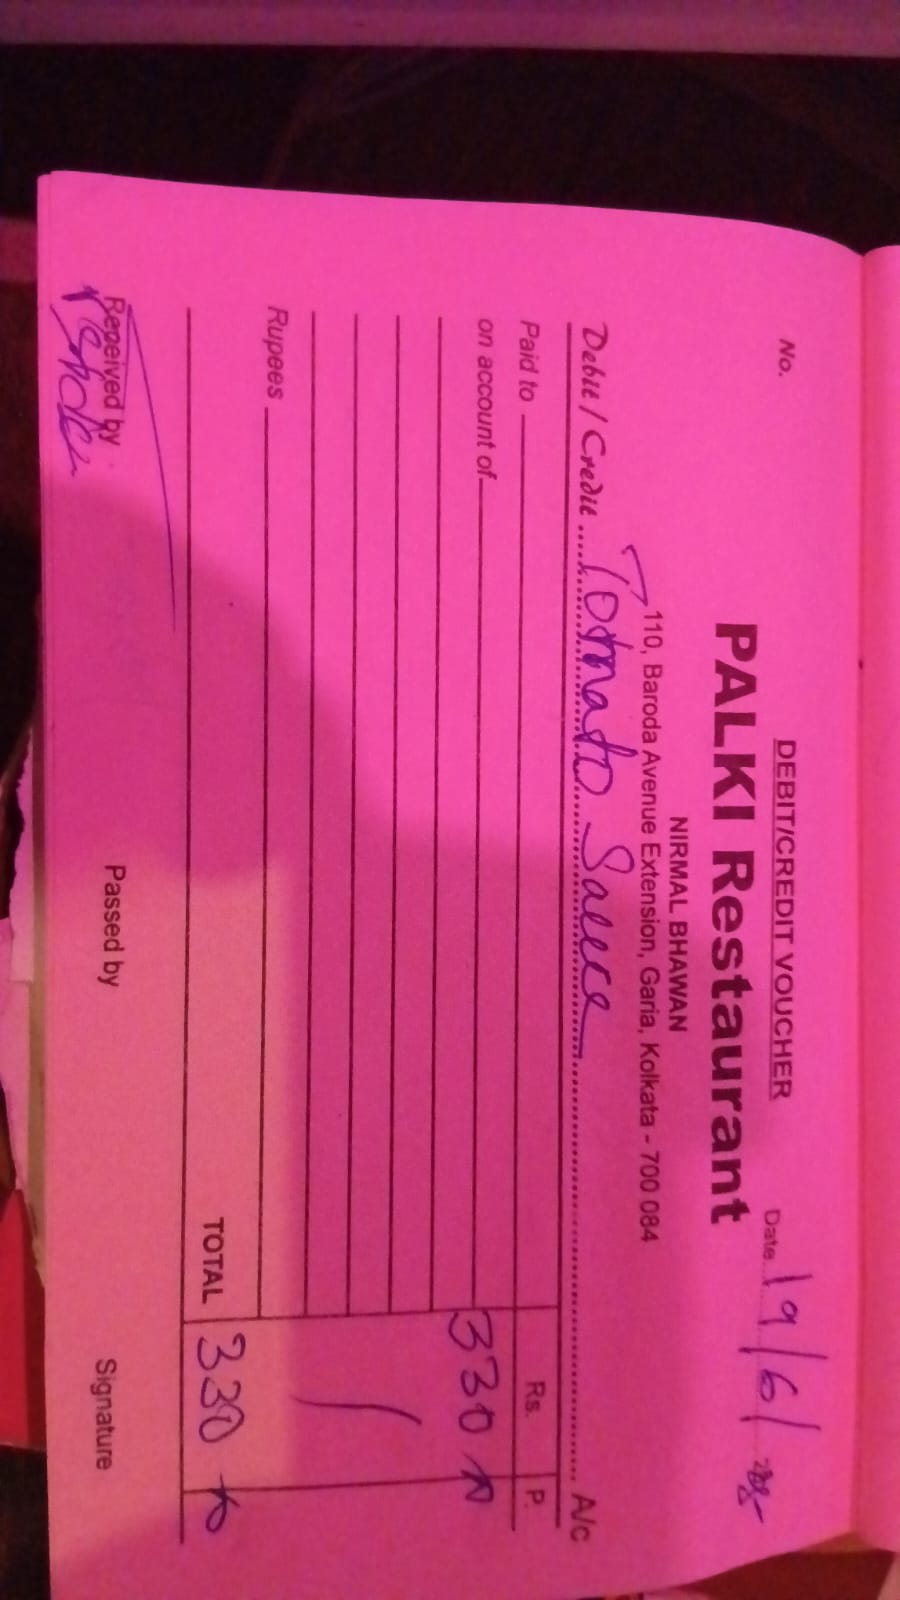 DEBIT/CREDIT VOUCHER
No.
Date 19/6/
PALKI Restaurant
NIRMAL BHAWAN
110, Baroda Avenue Extension, Garia, Kolkata - 700 084
Debit / Credit Tomato Sauce A/c
Paid to Rs. P.
on account of 330
Rupees
TOTAL 330
Received by Passed by Signature